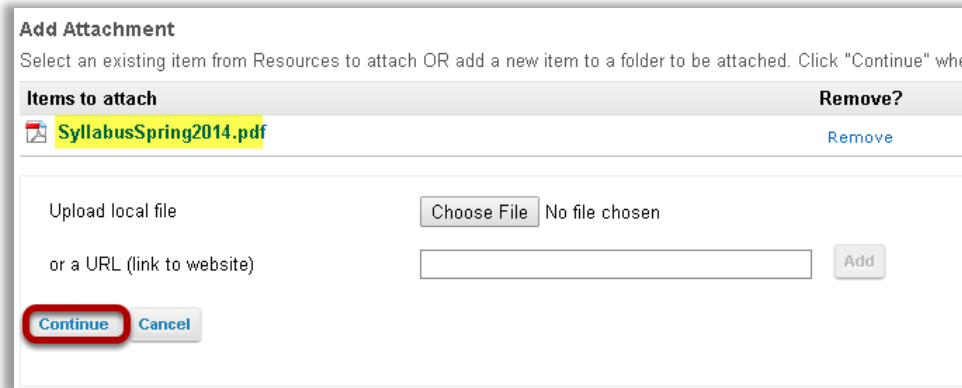 Add Attachment
Select an existing item from Resources to attach OR add a new item to a folder to be attached. Click "Continue"
Items to attach Remove?
SyllabusSpring2014.pdf Remove
Upload local file Choose File No file chosen
or a URL (link to website) Add
Continue Cancel